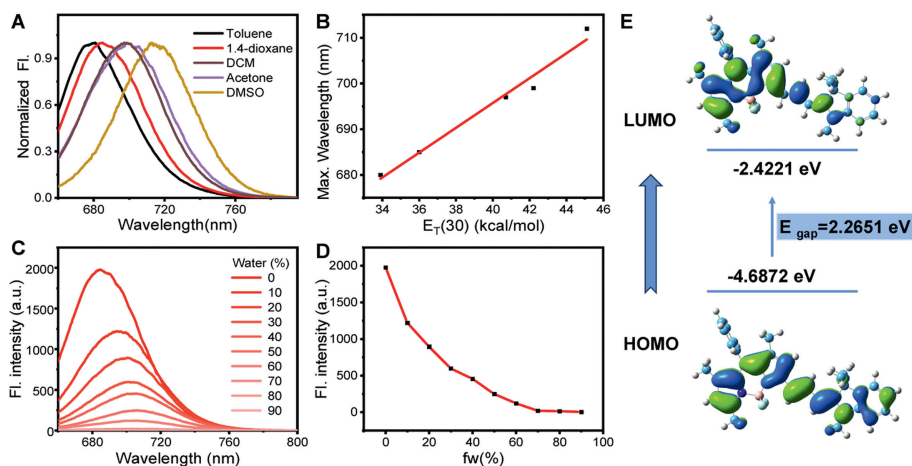 A
Normalized Fl.
0.9
0.6
0.3
0.0
680
720
760
Wavelength(nm)
Toluene
1.4-dioxane
DCM
Acetone
DMSO
B
Max. Wavelength (nm)
710
700
690
680
34
36
38
40
42
44
46
E_T(30) (kcal/mol)
C
Fl. intensity (a.u.)
2000
1500
1000
500
0
680
720
760
800
Wavelength (nm)
Water (%)
0
10
20
30
40
50
60
70
80
90
D
Fl. intensity (a.u.)
2000
1500
1000
500
0
0
20
40
60
80
100
fw(%)
E
LUMO
-2.4221 eV
E gap=2.2651 eV
-4.6872 eV
HOMO